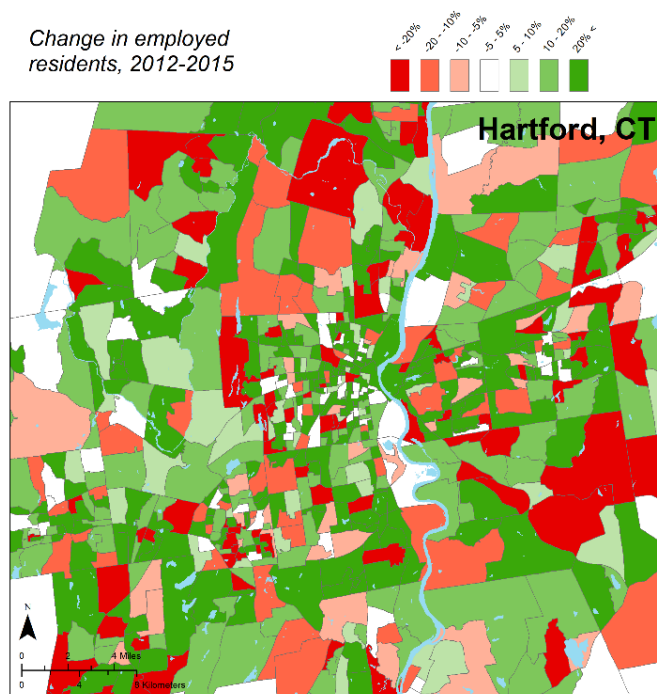 Change in employed
residents, 2012-2015
< -20%
-20 - -10%
-10 - -5%
-5 - 5%
5 - 10%
10 - 20%
20% <
Hartford, CT
N
0 2 4 Miles
0 4 8 Kilometers